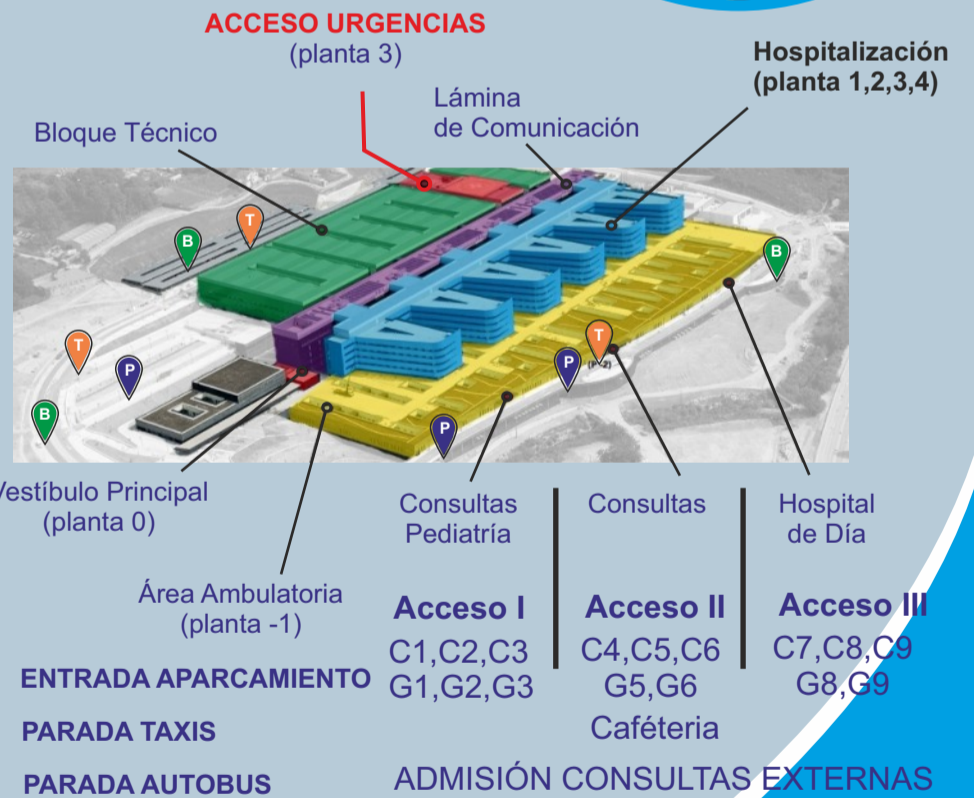 ACCESO URGENCIAS
(planta 3)
Hospitalización
(planta 1,2,3,4)
Lámina
de Comunicación
Bloque Técnico
T
B
B
T
T
P
P
B
P
Vestíbulo Principal
(planta 0)
Consultas
Pediatría
Consultas
Hospital
de Día
Área Ambulatoria
(planta -1)
Acceso I
Acceso II
Acceso III
C1,C2,C3
C4,C5,C6
C7,C8,C9
G1,G2,G3
G5,G6
G8,G9
ENTRADA APARCAMIENTO
PARADA TAXIS
Caféteria
PARADA AUTOBUS
ADMISIÓN CONSULTAS EXTERNAS